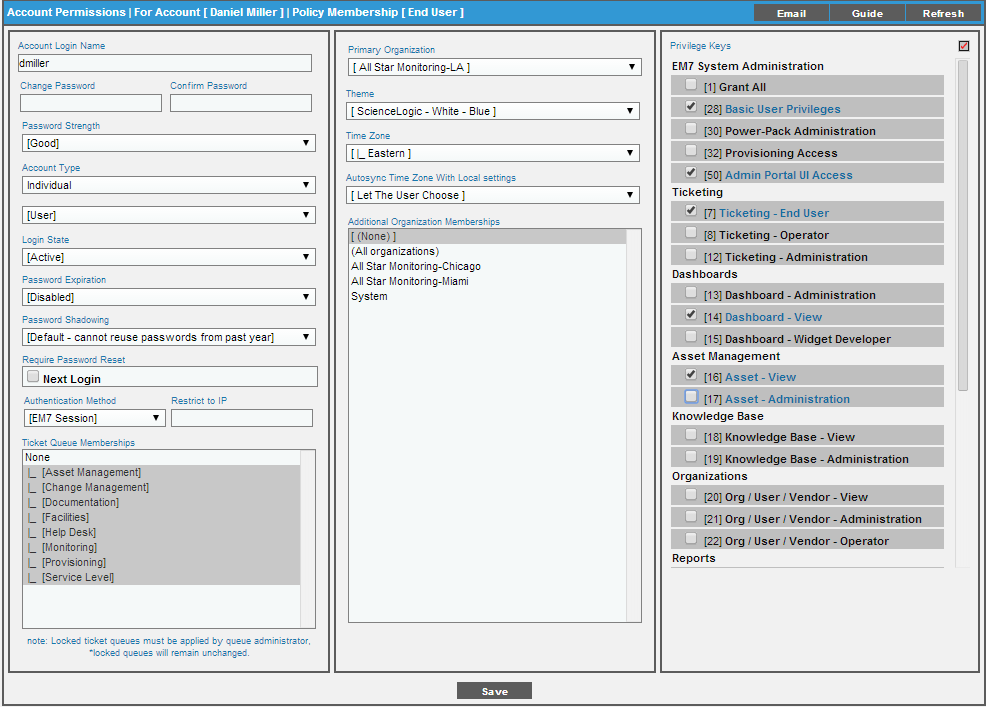 Account Permissions | For Account [ Daniel Miller ] | Policy Membership [ End User ]
Email
Guide
Refresh
Account Login Name
dmiller
Change Password
Confirm Password
Password Strength
[Good]
Account Type
Individual
[User]
Login State
[Active]
Password Expiration
[Disabled]
Password Shadowing
[Default - cannot reuse passwords from past year]
Require Password Reset
Next Login
Authentication Method
Restrict to IP
[EM7 Session]
Ticket Queue Memberships
None
|_ [Asset Management]
|_ [Change Management]
|_ [Documentation]
|_ [Facilities]
|_ [Help Desk]
|_ [Monitoring]
|_ [Provisioning]
|_ [Service Level]
note: Locked ticket queues must be applied by queue administrator,
*locked queues will remain unchanged.
Primary Organization
[ All Star Monitoring-LA ]
Theme
[ ScienceLogic - White - Blue ]
Time Zone
[ |_ Eastern ]
Autosync Time Zone With Local settings
[ Let The User Choose ]
Additional Organization Memberships
[ (None) ]
(All organizations)
All Star Monitoring-Chicago
All Star Monitoring-Miami
System
Privilege Keys
EM7 System Administration
[1] Grant All
[28] Basic User Privileges
[30] Power-Pack Administration
[32] Provisioning Access
[50] Admin Portal UI Access
Ticketing
[7] Ticketing - End User
[8] Ticketing - Operator
[12] Ticketing - Administration
Dashboards
[13] Dashboard - Administration
[14] Dashboard - View
[15] Dashboard - Widget Developer
Asset Management
[16] Asset - View
[17] Asset - Administration
Knowledge Base
[18] Knowledge Base - View
[19] Knowledge Base - Administration
Organizations
[20] Org / User / Vendor - View
[21] Org / User / Vendor - Administration
[22] Org / User / Vendor - Operator
Reports
Save